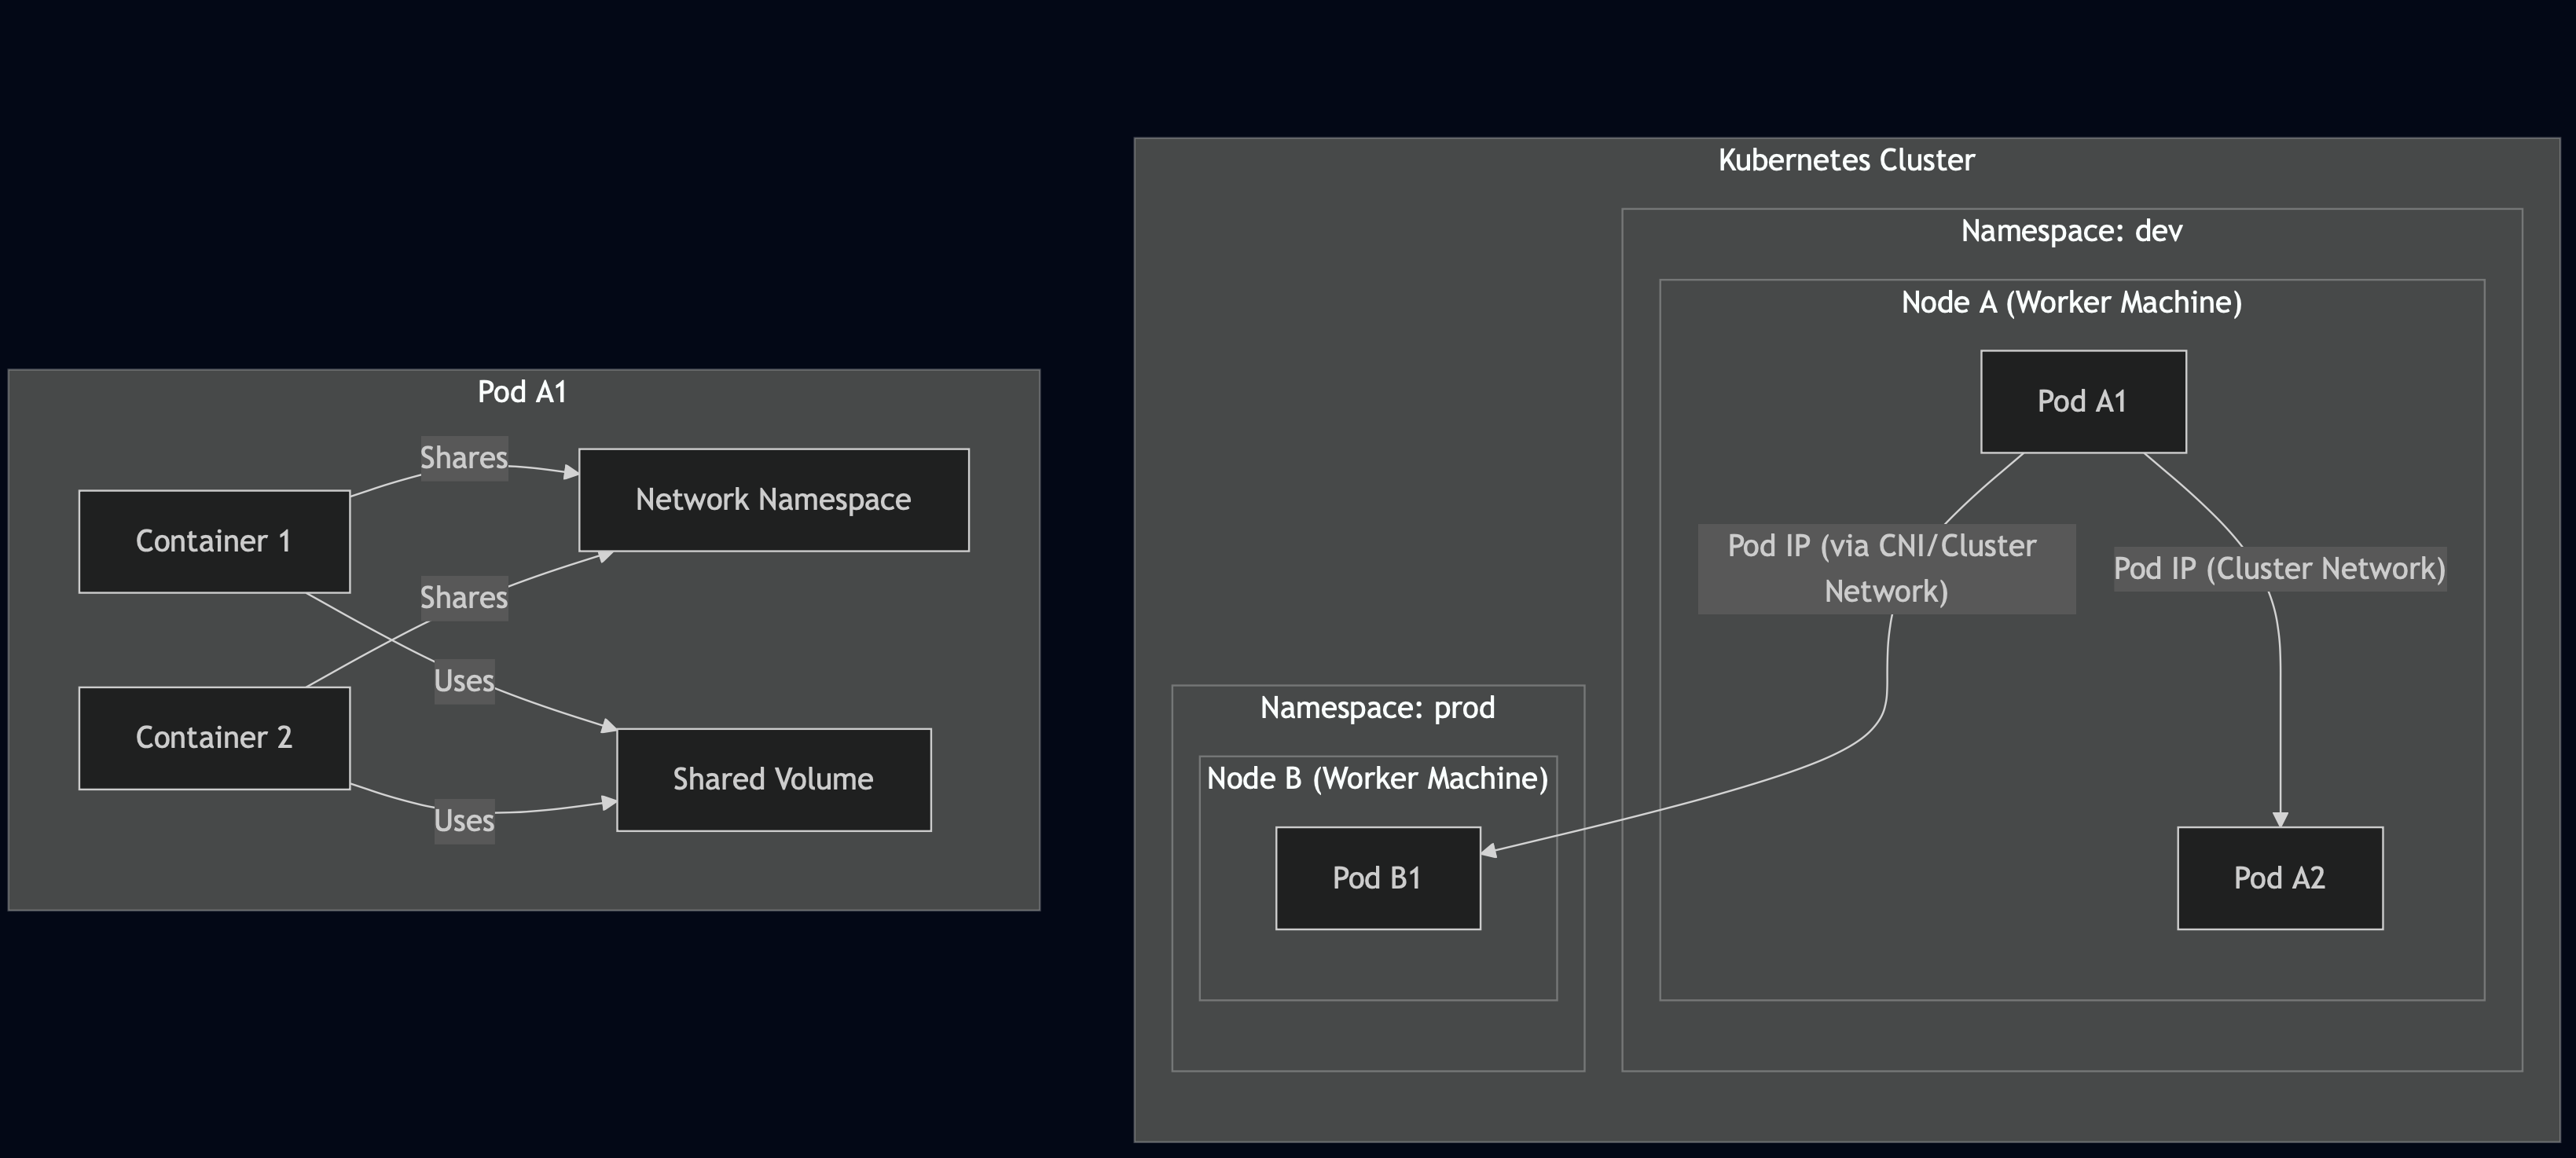 Pod A1
Shares
Network Namespace
Container 1
Shares
Uses
Container 2
Shared Volume
Uses
Kubernetes Cluster
Namespace: dev
Node A (Worker Machine)
Pod A1
Pod IP (via CNI/Cluster
Network)
Pod IP (Cluster Network)
Namespace: prod
Node B (Worker Machine)
Pod B1
Pod A2